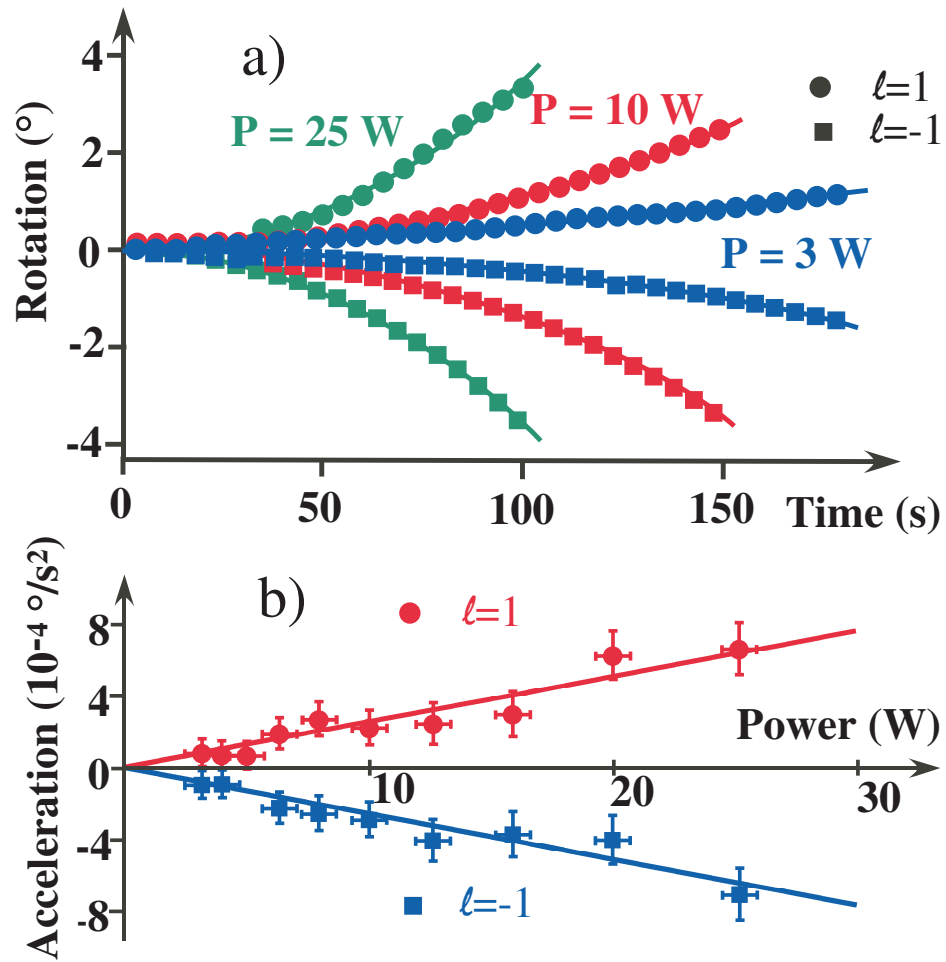 a)
4
2
0
-2
-4
Rotation (°)
P = 25 W
P = 10 W
P = 3 W
ℓ=1
ℓ=-1
0
50
100
150
Time (s)
b)
8
4
0
-4
-8
Acceleration (10⁻⁴ °/s²)
ℓ=1
Power (W)
10
20
30
ℓ=-1